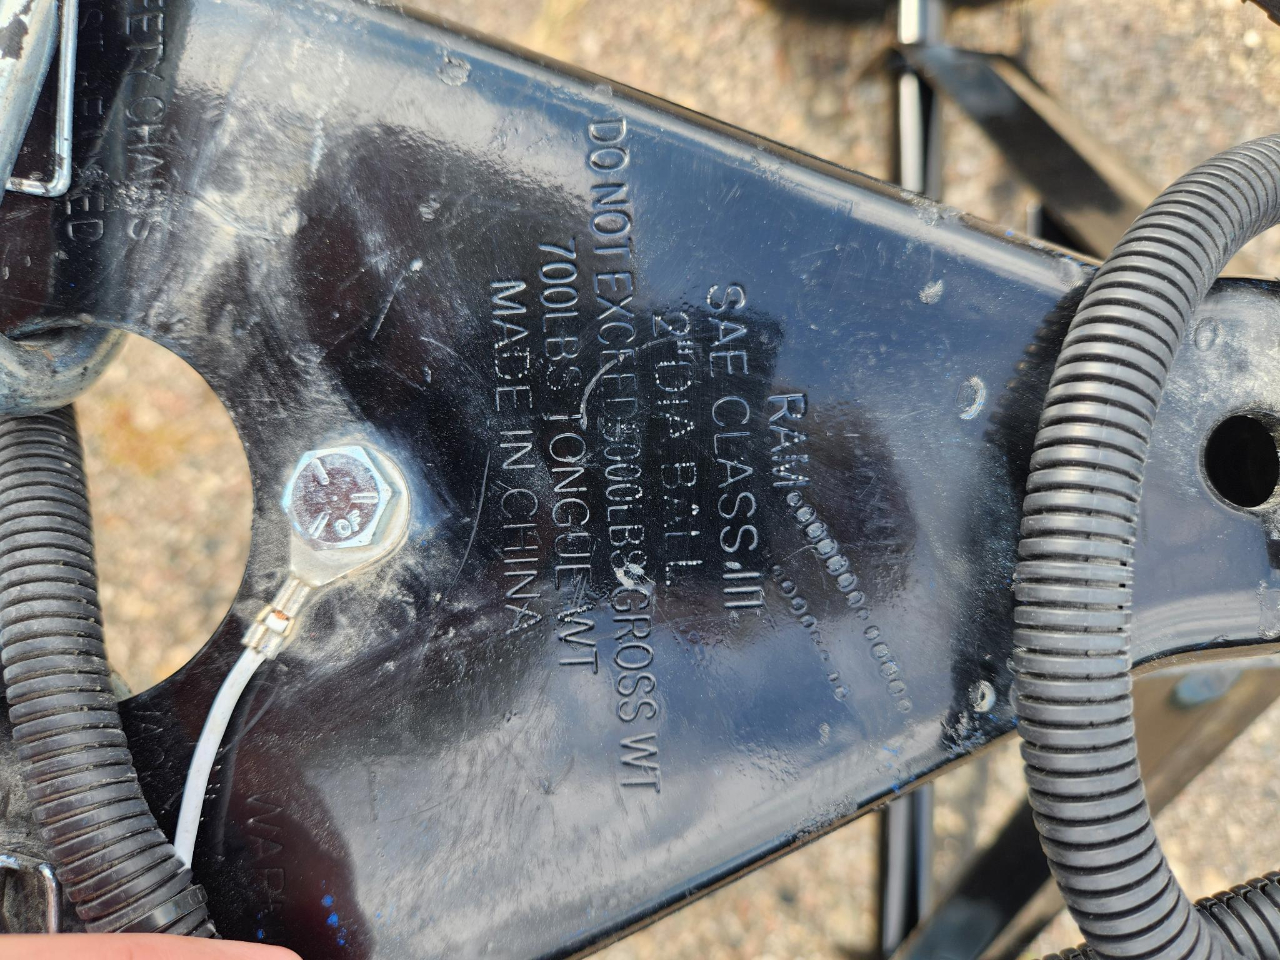 RAM
SAE CLASS III
2" DIA BALL
DO NOT EXCEED 5000LBS GROSS WT
700LBS TONGUE WT
MADE IN CHINA
CHAINS